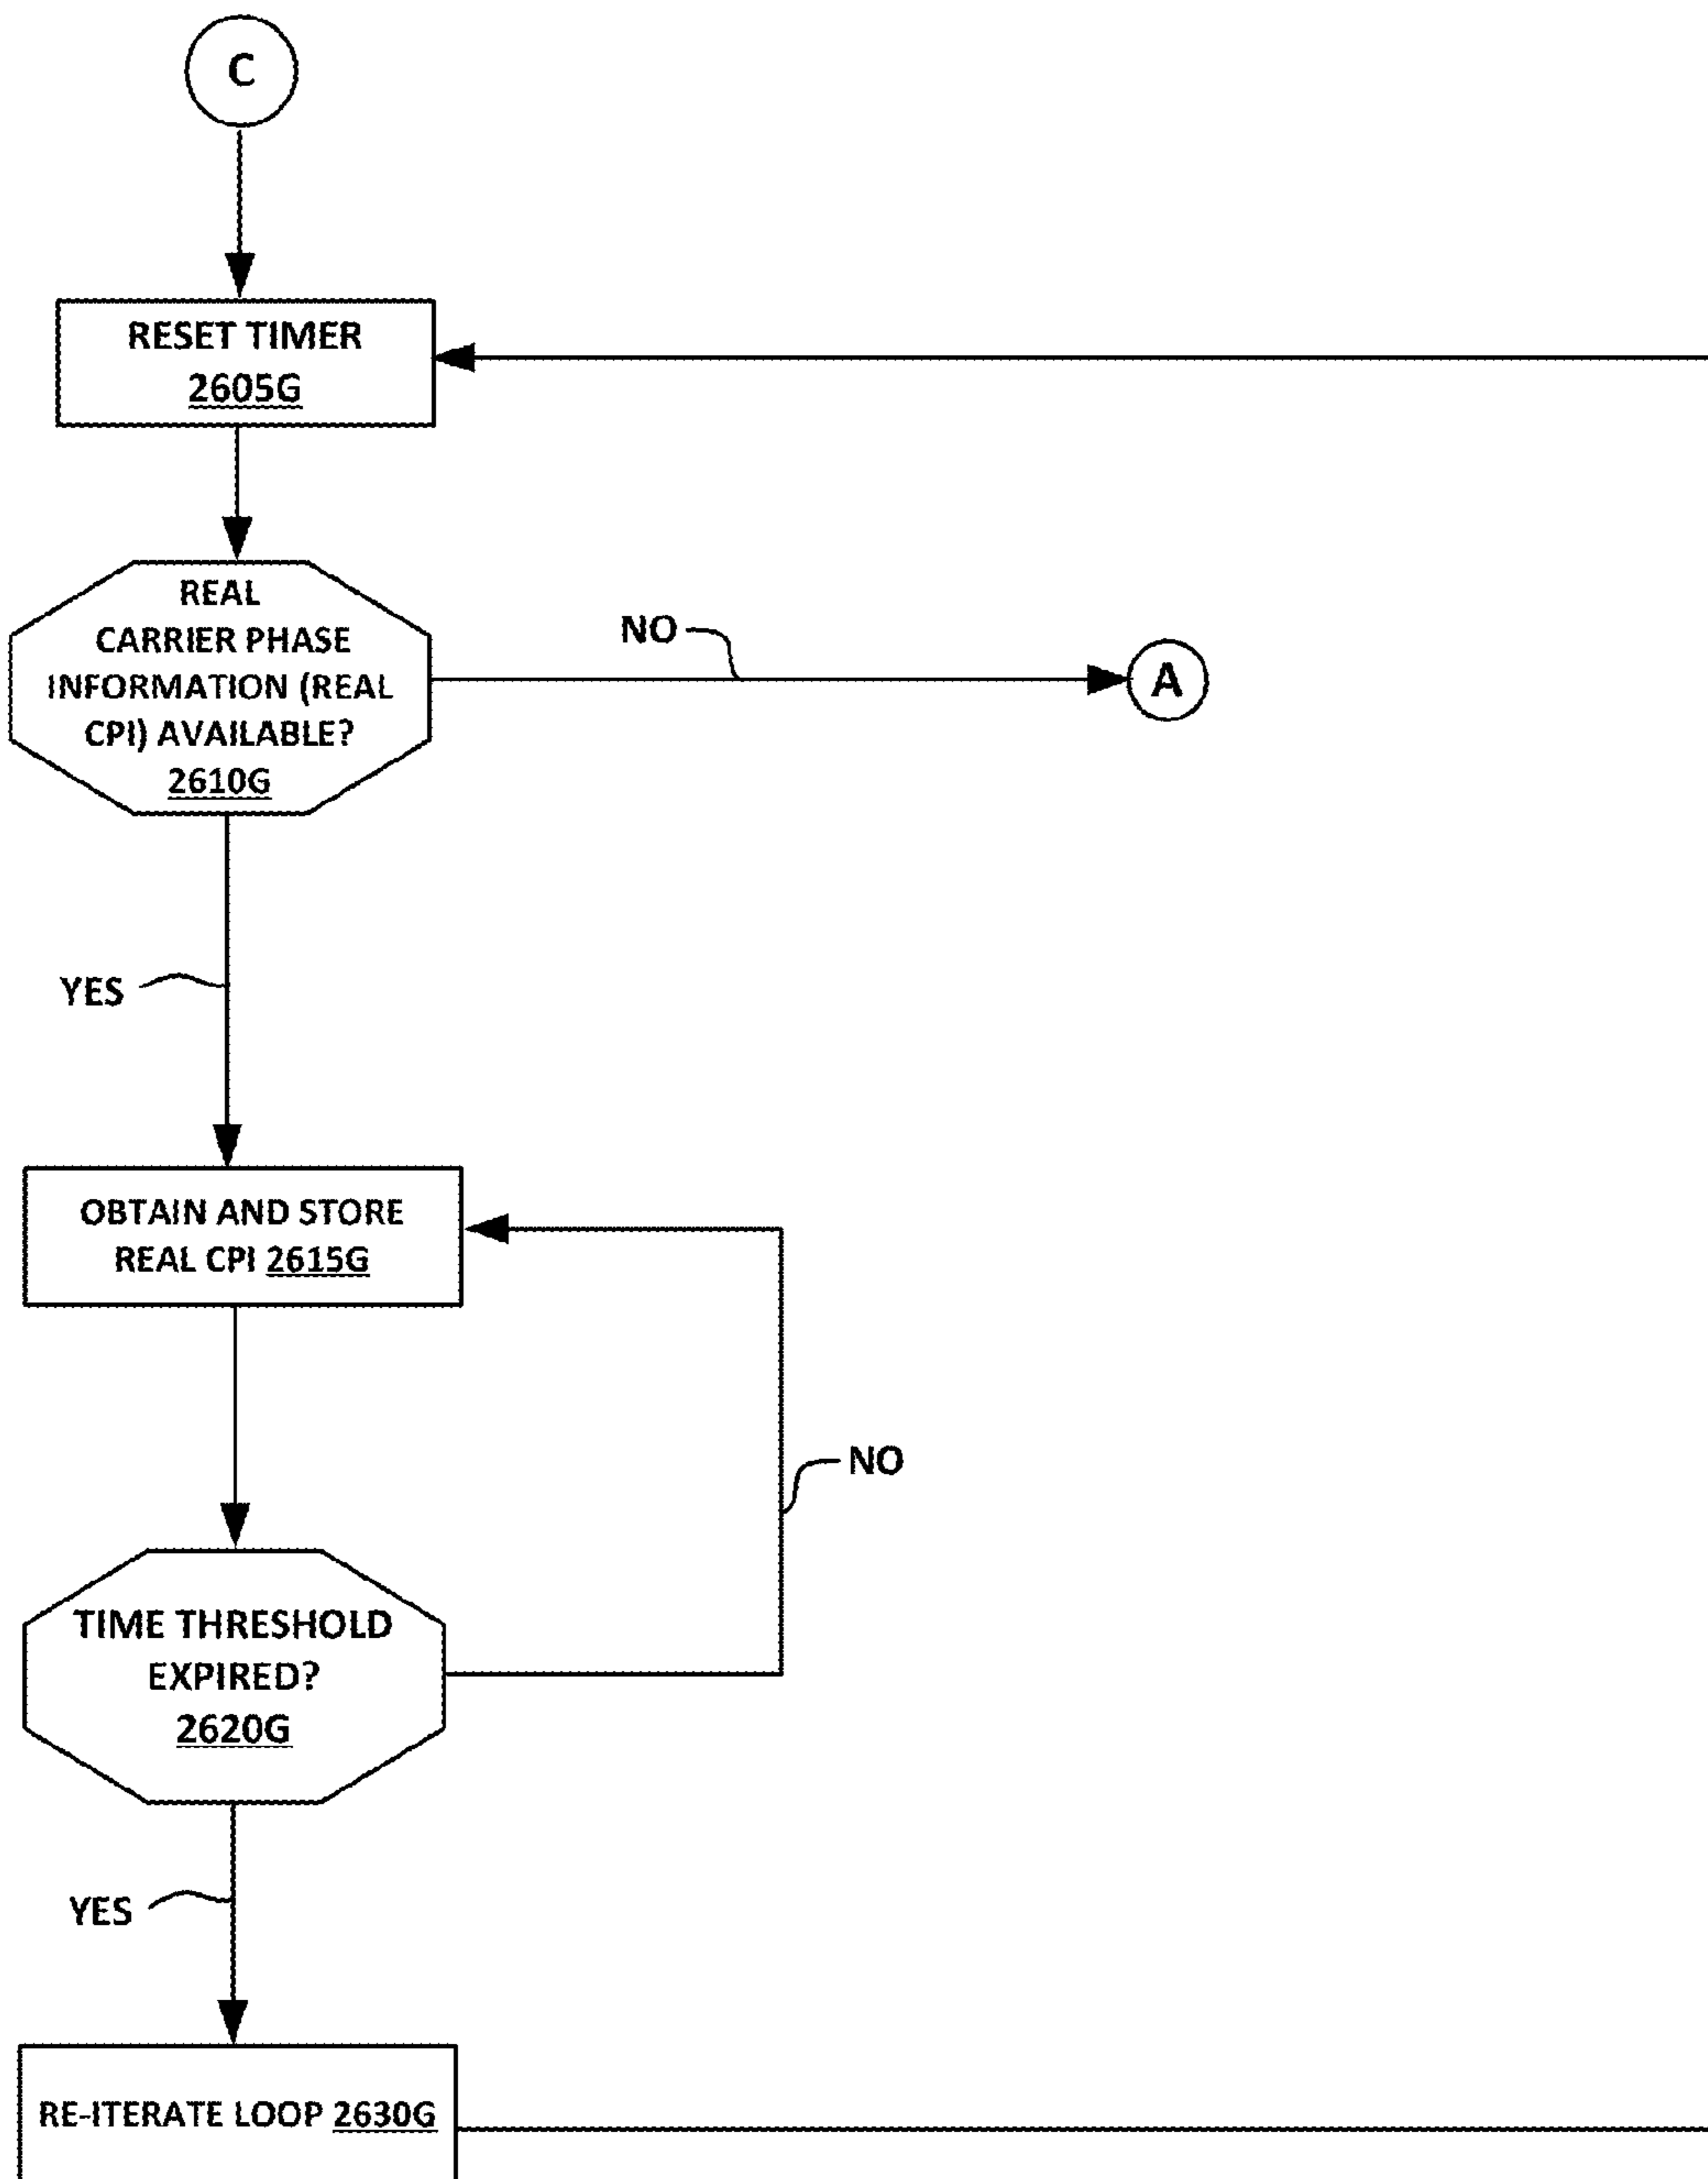 C
RESET TIMER
2605G
REAL
CARRIER PHASE
INFORMATION (REAL
CPI) AVAILABLE?
2610G
NO
A
YES
OBTAIN AND STORE
REAL CPI 2615G
NO
TIME THRESHOLD
EXPIRED?
2620G
YES
RE-ITERATE LOOP 2630G